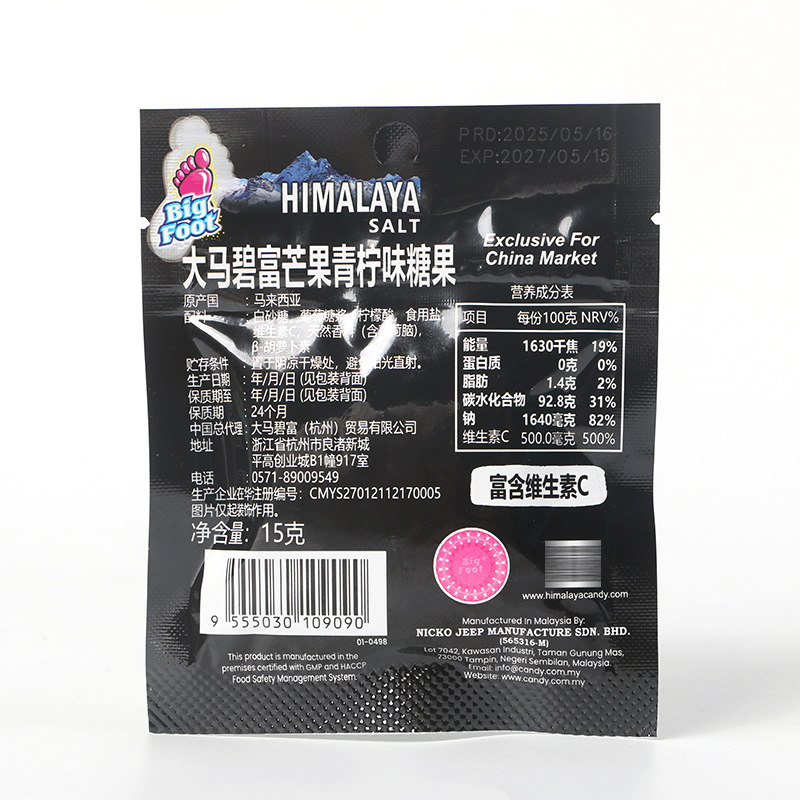 PRD:2025/05/16
EXP:2027/05/15
Big Foot
HIMALAYA
SALT
Exclusive For
China Market
大马碧富芒果青柠味糖果
原产国 : 马来西亚
配料 : 白砂糖、葡萄糖浆、柠檬酸、食用盐、
维生素C、天然香料（含薄荷脑）、
β-胡萝卜素
贮存条件 : 置于阴凉干燥处，避免阳光直射。
生产日期 : 年/月/日 (见包装背面)
保质期至 : 年/月/日 (见包装背面)
保质期 : 24个月
中国总代理 : 大马碧富（杭州）贸易有限公司
地址 : 浙江省杭州市良渚新城
平高创业城B1幢917室
电话 : 0571-89009549
生产企业在华注册编号: CMYS27012112170005
图片仅起装饰作用。
净含量: 15克
营养成分表
项目 每份100克 NRV%
能量 1630千焦 19%
蛋白质 0克 0%
脂肪 1.4克 2%
碳水化合物 92.8克 31%
钠 1640毫克 82%
维生素C 500.0毫克 500%
富含维生素C
9 555030 109090
01-0498
This product is manufactured in the
premises certified with GMP and HACCP
Food Safety Management System.
Big Foot
www.himalayacandy.com
Manufactured In Malaysia By:
NICKO JEEP MANUFACTURE SDN. BHD.
(565316-M)
Lot 7042, Kawasan Industri, Taman Gunung Mas,
73000 Tampin, Negeri Sembilan, Malaysia.
Email: info@candy.com.my
Website: www.candy.com.my